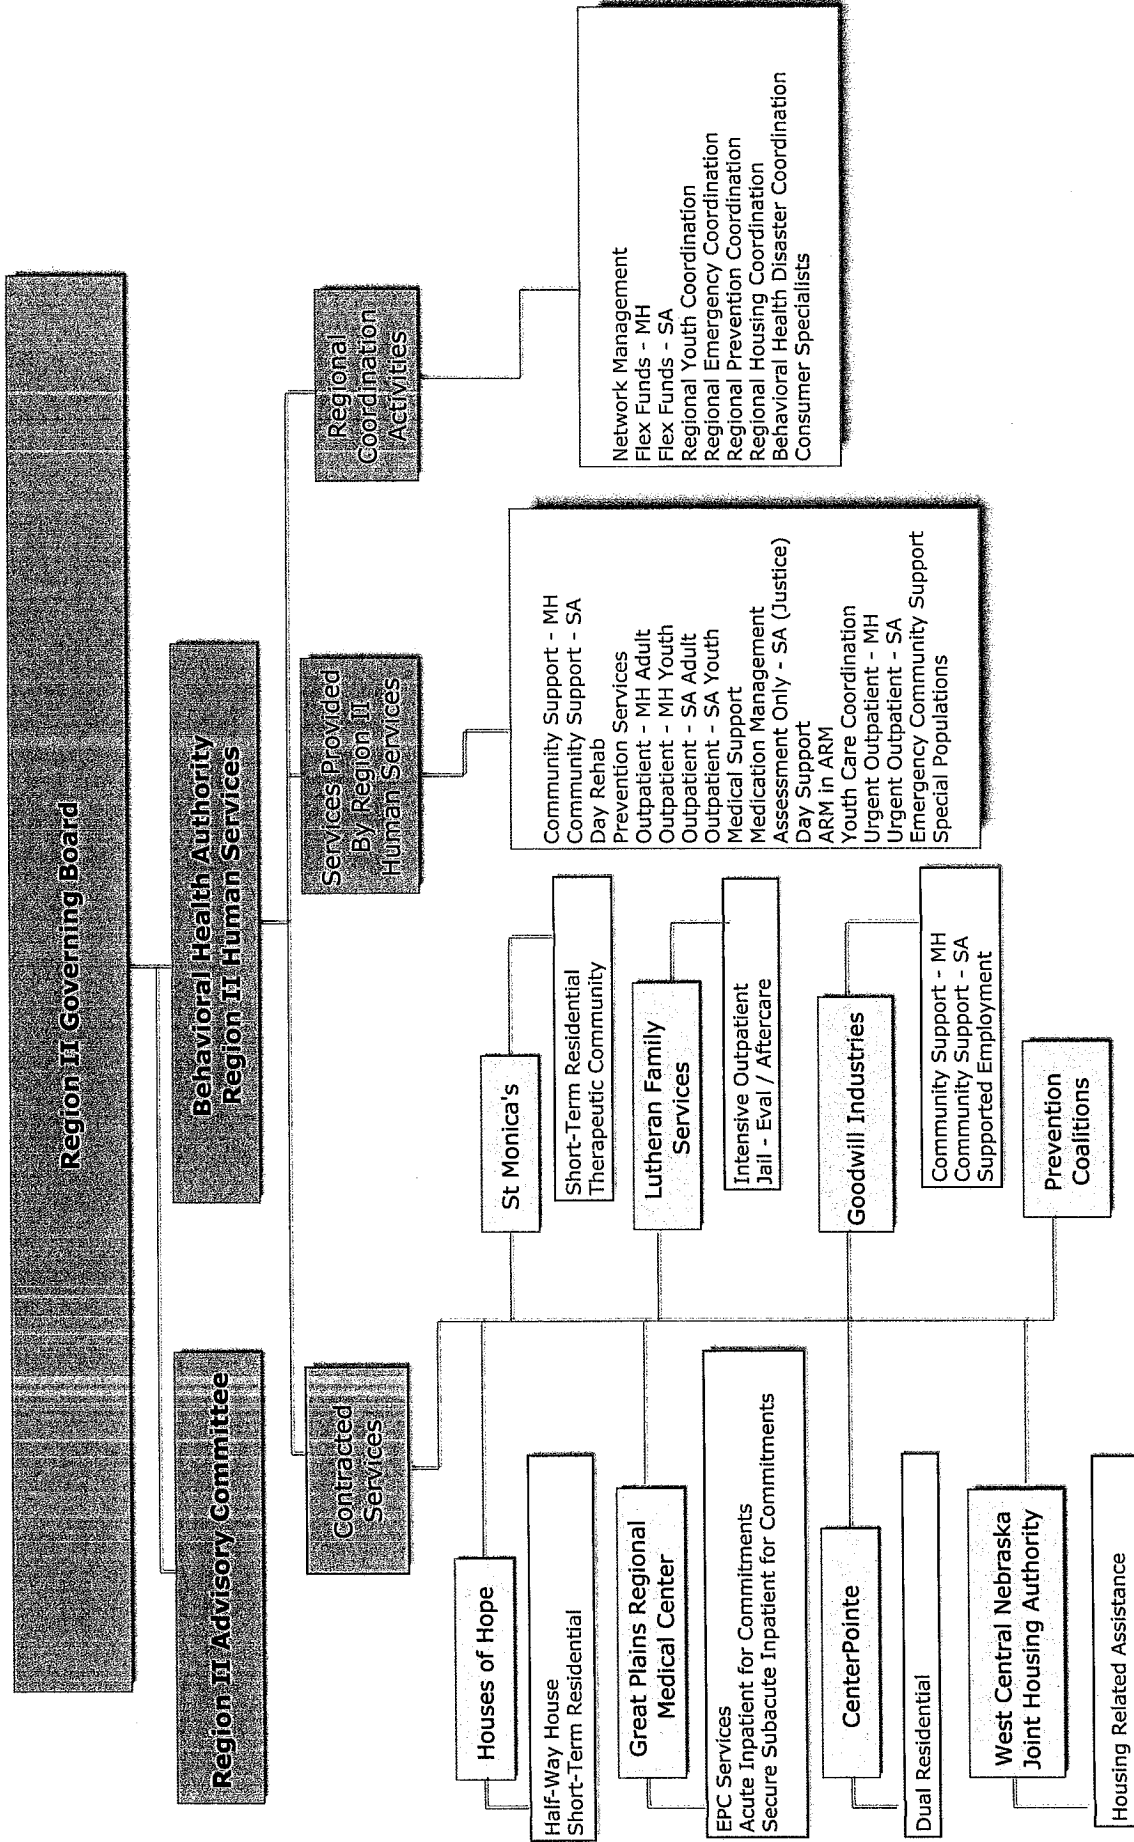 Region II Governing Board
Region II Advisory Committee
Behavioral Health Authority
Region II Human Services
Contracted
Services
Services Provided
By Region II
Human Services
Regional
Coordination
Activities
Houses of Hope
Half-Way House
Short-Term Residential
St Monica's
Short-Term Residential
Therapeutic Community
Great Plains Regional
Medical Center
EPC Services
Acute Inpatient for Commitments
Secure Subacute Inpatient for Commitments
Lutheran Family
Services
Intensive Outpatient
Jail - Eval / Aftercare
CenterPointe
Dual Residential
Goodwill Industries
Community Support - MH
Community Support - SA
Supported Employment
West Central Nebraska
Joint Housing Authority
Housing Related Assistance
Prevention
Coalitions
Community Support - MH
Community Support - SA
Day Rehab
Prevention Services
Outpatient - MH Adult
Outpatient - MH Youth
Outpatient - SA Adult
Outpatient - SA Youth
Medical Support
Medication Management
Assessment Only - SA (Justice)
Day Support
ARM in ARM
Youth Care Coordination
Urgent Outpatient - MH
Urgent Outpatient - SA
Emergency Community Support
Special Populations
Network Management
Flex Funds - MH
Flex Funds - SA
Regional Youth Coordination
Regional Emergency Coordination
Regional Prevention Coordination
Regional Housing Coordination
Behavioral Health Disaster Coordination
Consumer Specialists